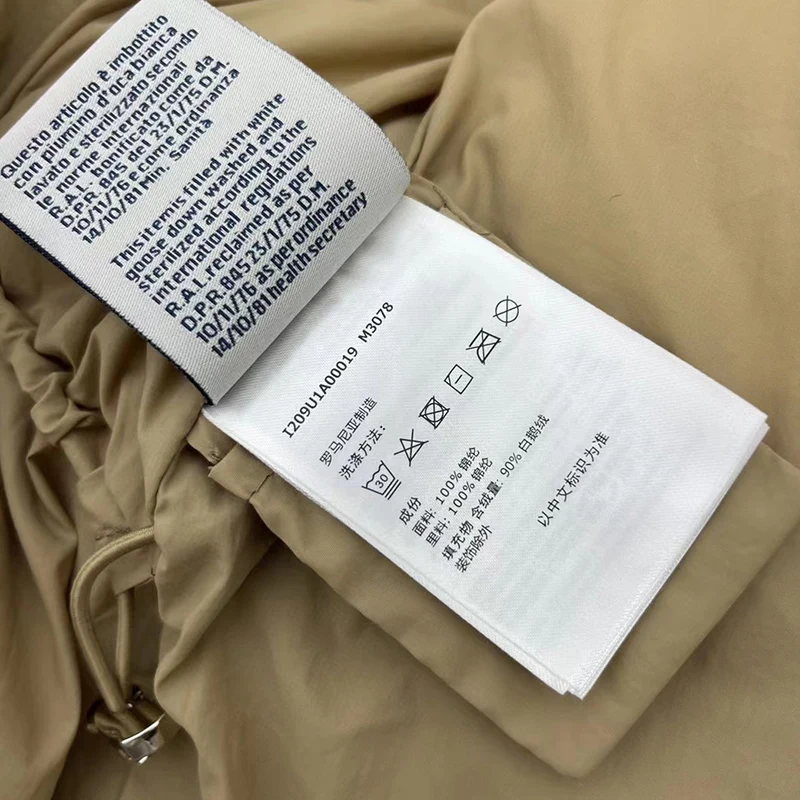 Questo articolo è imbottito
con piumino d'oca bianca
lavato e sterilizzato secondo
le norme internazionali
R.A.L. bonificato come da
D.P.R. 845 del 23/1/75 D.M.
10/11/76 e come ordinanza
14/10/81 Min. Sanità
This item is filled with white
goose down washed and
sterilized according to the
international regulations
R.A.L. reclaimed as per
D.P.R. 845 23/1/75 D.M.
10/11/76 as per ordinance
14/10/81 health secretary
I209U1A00019 M3078
罗马尼亚制造
洗涤方法:
30
成份
面料: 100% 锦纶
里料: 100% 锦纶
填充物 含绒量: 90% 白鹅绒
装饰除外
以中文标识为准